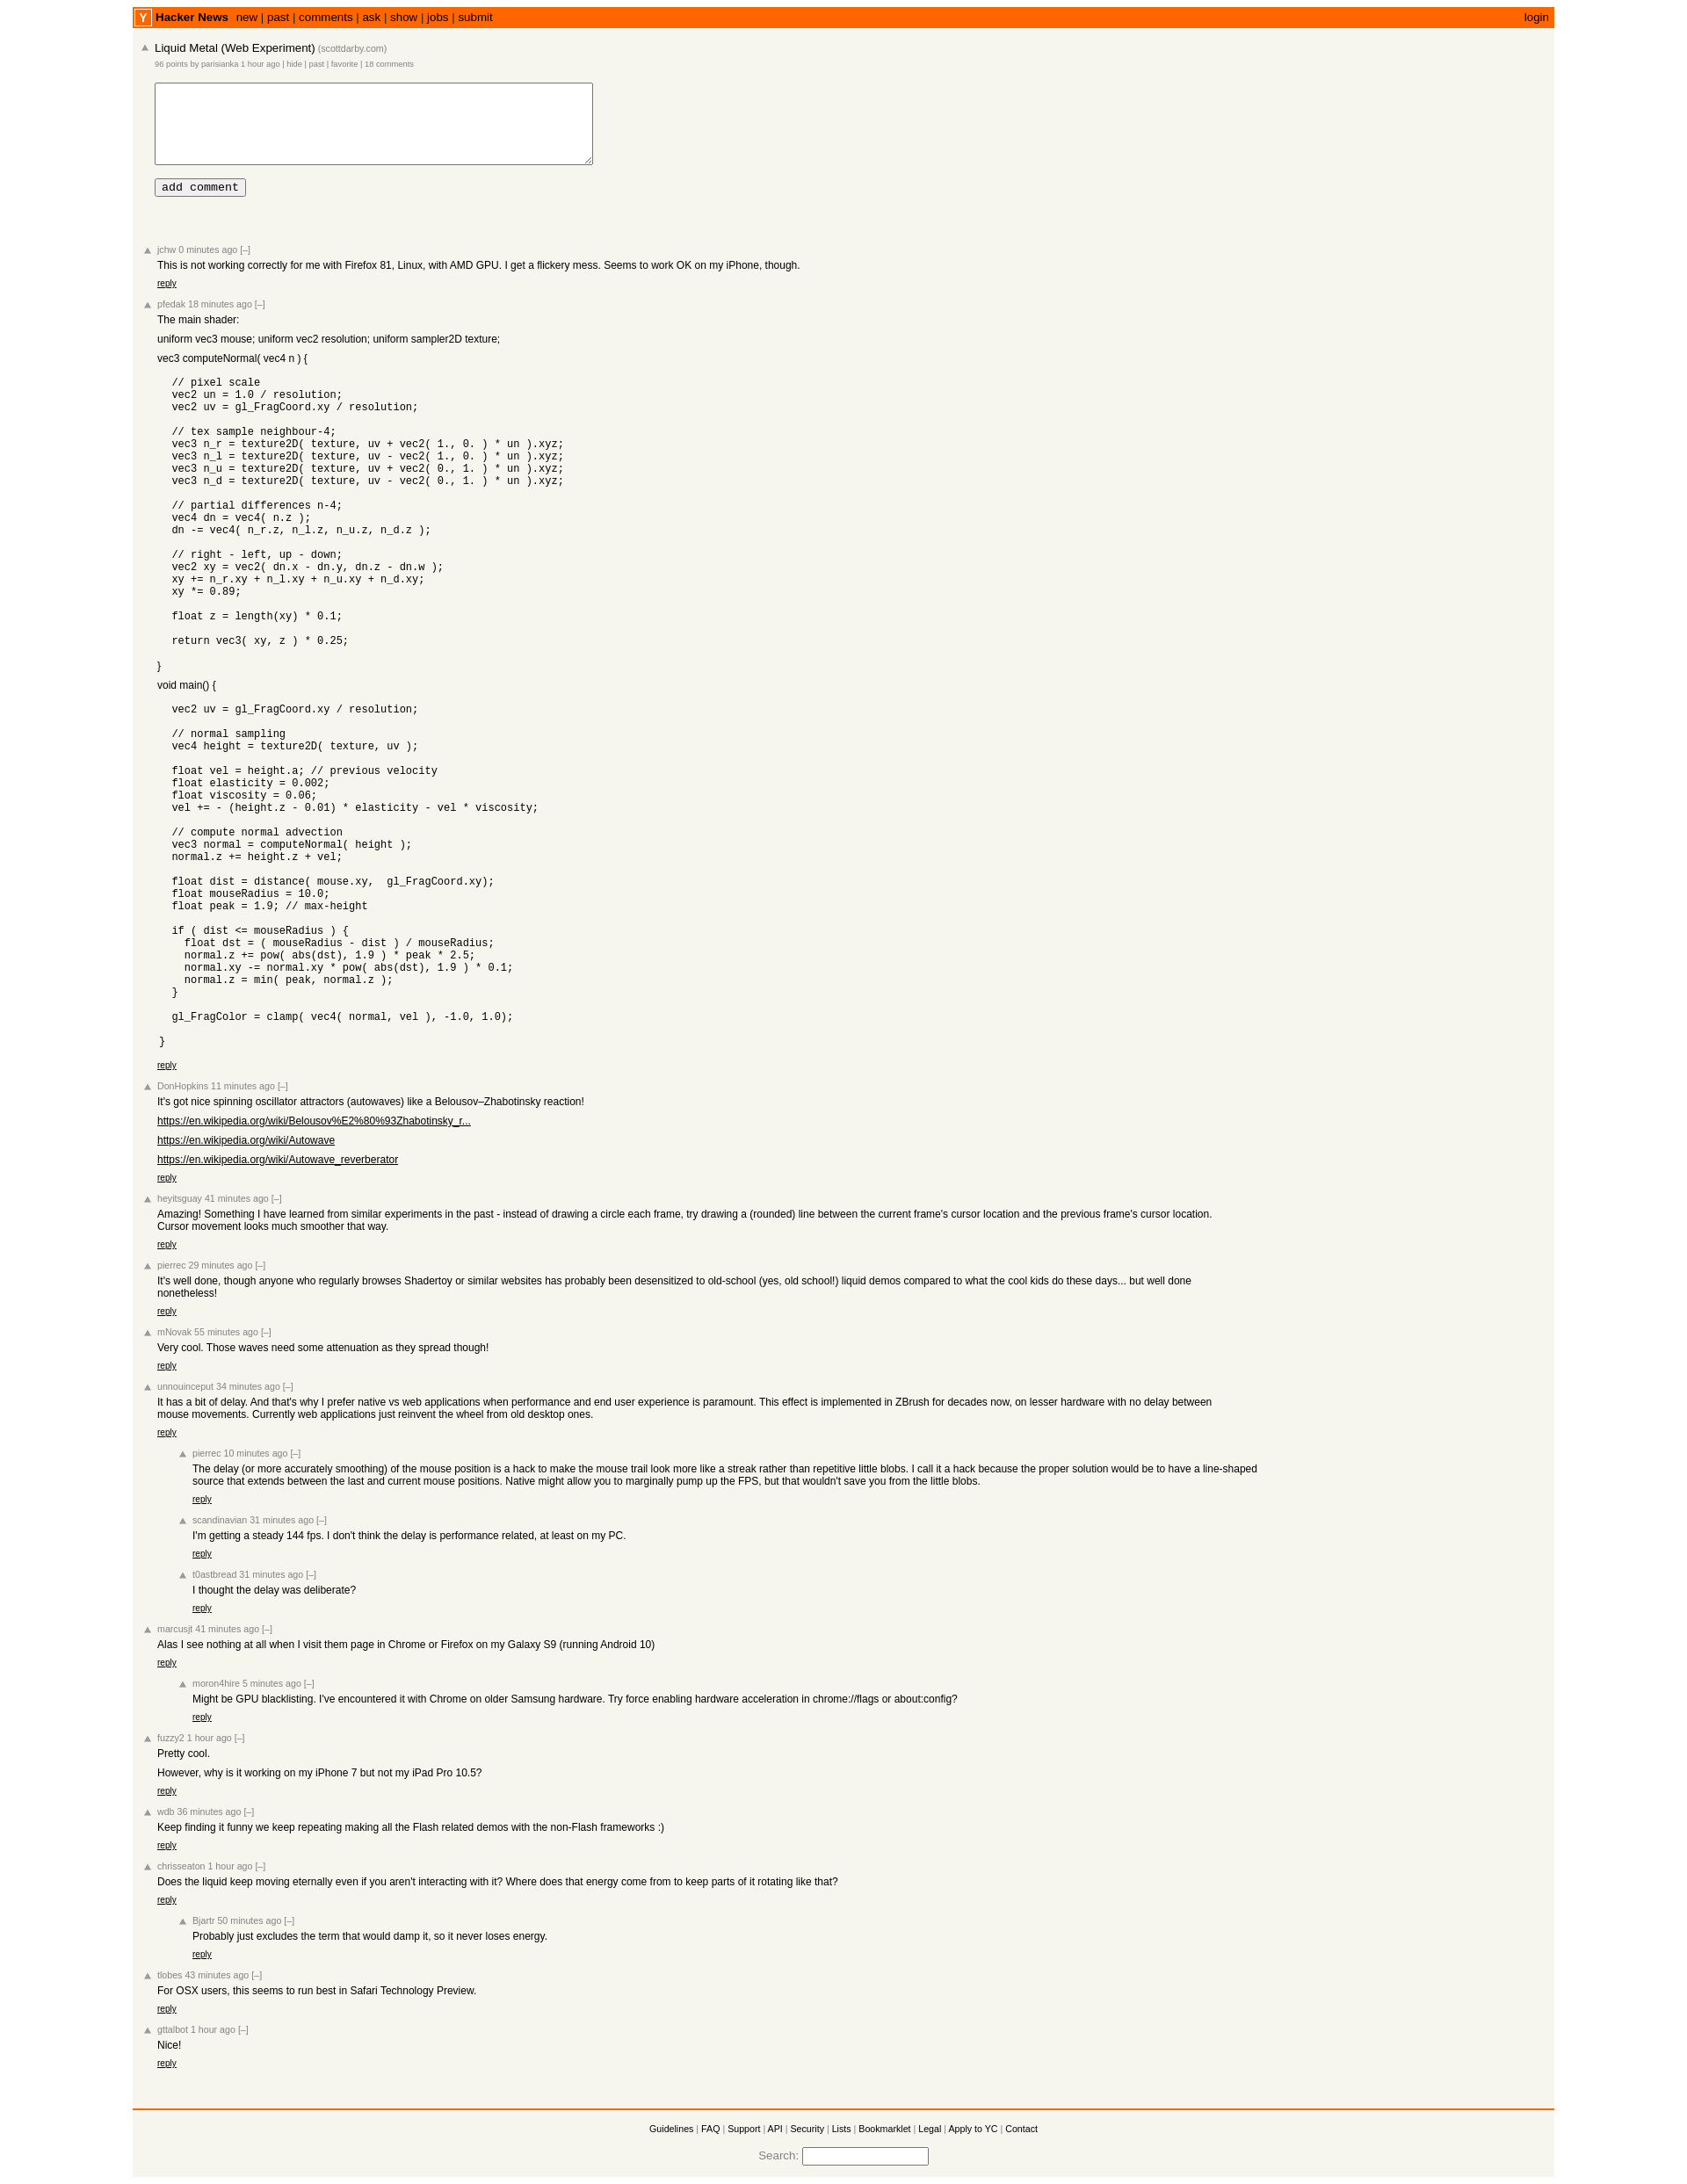 Y Hacker News new | past | comments | ask | show | jobs | submit login
Liquid Metal (Web Experiment) (scottdarby.com)
96 points by parisianka 1 hour ago | hide | past | favorite | 18 comments
add comment
jchw 0 minutes ago [–]
This is not working correctly for me with Firefox 81, Linux, with AMD GPU. I get a flickery mess. Seems to work OK on my iPhone, though.
reply
pfedak 18 minutes ago [–]
The main shader:
uniform vec3 mouse; uniform vec2 resolution; uniform sampler2D texture;
vec3 computeNormal( vec4 n ) {
// pixel scale
vec2 un = 1.0 / resolution;
vec2 uv = gl_FragCoord.xy / resolution;
// tex sample neighbour-4;
vec3 n_r = texture2D( texture, uv + vec2( 1., 0. ) * un ).xyz;
vec3 n_l = texture2D( texture, uv - vec2( 1., 0. ) * un ).xyz;
vec3 n_u = texture2D( texture, uv + vec2( 0., 1. ) * un ).xyz;
vec3 n_d = texture2D( texture, uv - vec2( 0., 1. ) * un ).xyz;
// partial differences n-4;
vec4 dn = vec4( n.z );
dn -= vec4( n_r.z, n_l.z, n_u.z, n_d.z );
// right - left, up - down;
vec2 xy = vec2( dn.x - dn.y, dn.z - dn.w );
xy += n_r.xy + n_l.xy + n_u.xy + n_d.xy;
xy *= 0.89;
float z = length(xy) * 0.1;
return vec3( xy, z ) * 0.25;
}
void main() {
vec2 uv = gl_FragCoord.xy / resolution;
// normal sampling
vec4 height = texture2D( texture, uv );
float vel = height.a; // previous velocity
float elasticity = 0.002;
float viscosity = 0.06;
vel += - (height.z - 0.01) * elasticity - vel * viscosity;
// compute normal advection
vec3 normal = computeNormal( height );
normal.z += height.z + vel;
float dist = distance( mouse.xy,  gl_FragCoord.xy);
float mouseRadius = 10.0;
float peak = 1.9; // max-height
if ( dist <= mouseRadius ) {
float dst = ( mouseRadius - dist ) / mouseRadius;
normal.z += pow( abs(dst), 1.9 ) * peak * 2.5;
normal.xy -= normal.xy * pow( abs(dst), 1.9 ) * 0.1;
normal.z = min( peak, normal.z );
}
gl_FragColor = clamp( vec4( normal, vel ), -1.0, 1.0);
}
reply
DonHopkins 11 minutes ago [–]
It's got nice spinning oscillator attractors (autowaves) like a Belousov–Zhabotinsky reaction!
https://en.wikipedia.org/wiki/Belousov%E2%80%93Zhabotinsky_r...
https://en.wikipedia.org/wiki/Autowave
https://en.wikipedia.org/wiki/Autowave_reverberator
reply
heyitsguay 41 minutes ago [–]
Amazing! Something I have learned from similar experiments in the past - instead of drawing a circle each frame, try drawing a (rounded) line between the current frame's cursor location and the previous frame's cursor location.
Cursor movement looks much smoother that way.
reply
pierrec 29 minutes ago [–]
It's well done, though anyone who regularly browses Shadertoy or similar websites has probably been desensitized to old-school (yes, old school!) liquid demos compared to what the cool kids do these days... but well done
nonetheless!
reply
mNovak 55 minutes ago [–]
Very cool. Those waves need some attenuation as they spread though!
reply
unnouinceput 34 minutes ago [–]
It has a bit of delay. And that's why I prefer native vs web applications when performance and end user experience is paramount. This effect is implemented in ZBrush for decades now, on lesser hardware with no delay between
mouse movements. Currently web applications just reinvent the wheel from old desktop ones.
reply
pierrec 10 minutes ago [–]
The delay (or more accurately smoothing) of the mouse position is a hack to make the mouse trail look more like a streak rather than repetitive little blobs. I call it a hack because the proper solution would be to have a line-shaped
source that extends between the last and current mouse positions. Native might allow you to marginally pump up the FPS, but that wouldn't save you from the little blobs.
reply
scandinavian 31 minutes ago [–]
I'm getting a steady 144 fps. I don't think the delay is performance related, at least on my PC.
reply
t0astbread 31 minutes ago [–]
I thought the delay was deliberate?
reply
marcusjt 41 minutes ago [–]
Alas I see nothing at all when I visit them page in Chrome or Firefox on my Galaxy S9 (running Android 10)
reply
moron4hire 5 minutes ago [–]
Might be GPU blacklisting. I've encountered it with Chrome on older Samsung hardware. Try force enabling hardware acceleration in chrome://flags or about:config?
reply
fuzzy2 1 hour ago [–]
Pretty cool.
However, why is it working on my iPhone 7 but not my iPad Pro 10.5?
reply
wdb 36 minutes ago [–]
Keep finding it funny we keep repeating making all the Flash related demos with the non-Flash frameworks :)
reply
chrisseaton 1 hour ago [–]
Does the liquid keep moving eternally even if you aren't interacting with it? Where does that energy come from to keep parts of it rotating like that?
reply
Bjartr 50 minutes ago [–]
Probably just excludes the term that would damp it, so it never loses energy.
reply
tlobes 43 minutes ago [–]
For OSX users, this seems to run best in Safari Technology Preview.
reply
gttalbot 1 hour ago [–]
Nice!
reply
Guidelines | FAQ | Support | API | Security | Lists | Bookmarklet | Legal | Apply to YC | Contact
Search: